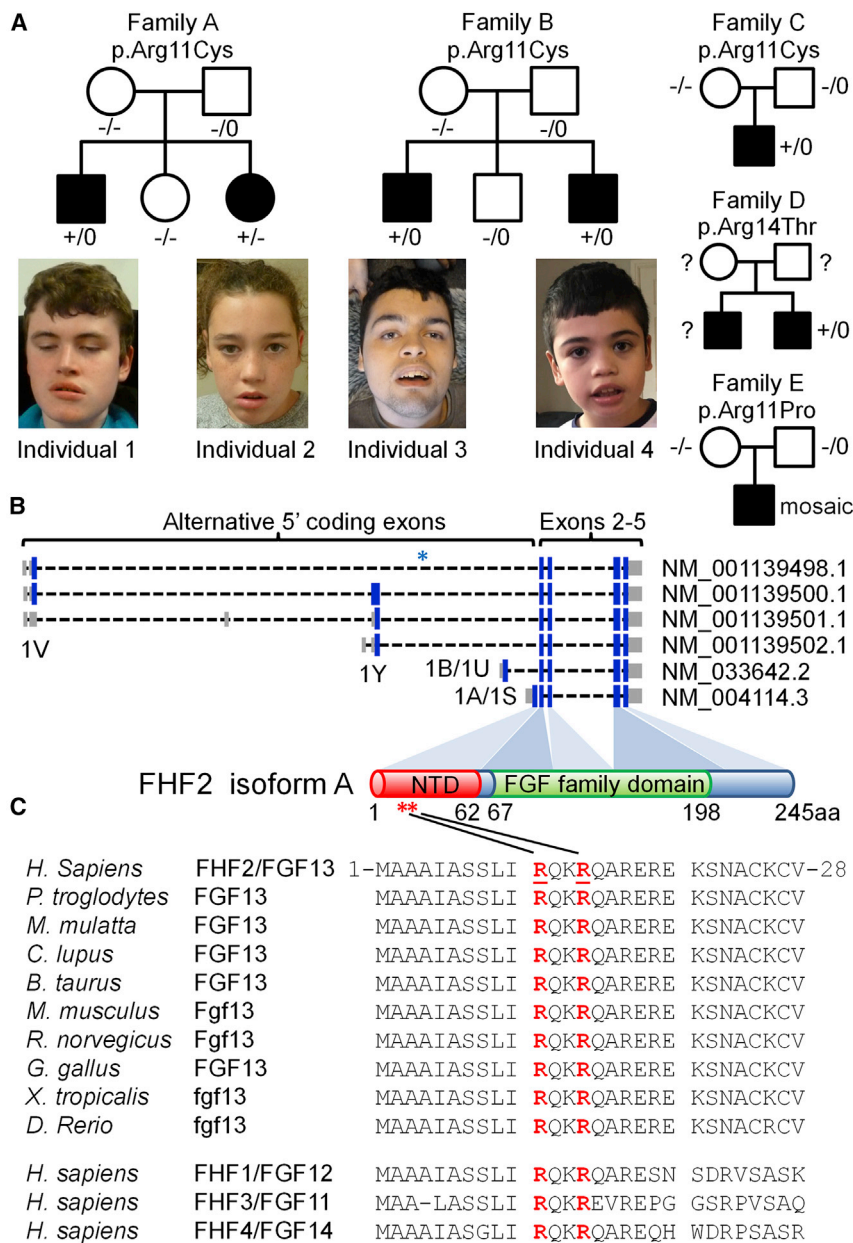 A
Family A
p.Arg11Cys
-/-
-/0
+/0
-/-
+/-
Individual 1
Individual 2
Family B
p.Arg11Cys
-/-
-/0
+/0
-/0
+/0
Individual 3
Individual 4
Family C
p.Arg11Cys
-/-
-/0
+/0
Family D
p.Arg14Thr
?
?
?
+/0
Family E
p.Arg11Pro
-/-
-/0
mosaic
B
Alternative 5' coding exons
Exons 2-5
*
NM_001139498.1
NM_001139500.1
NM_001139501.1
1V
NM_001139502.1
1Y
1B/1U
NM_033642.2
1A/1S
NM_004114.3
FHF2 isoform A
NTD
FGF family domain
1
**
62
67
198
245aa
C
H. Sapiens FHF2/FGF13 1-MAAAIASSLI RQKRQARERE KSNACKCV-28
P. troglodytes FGF13 MAAAIASSLI RQKRQARERE KSNACKCV
M. mulatta FGF13 MAAAIASSLI RQKRQARERE KSNACKCV
C. lupus FGF13 MAAAIASSLI RQKRQARERE KSNACKCV
B. taurus FGF13 MAAAIASSLI RQKRQARERE KSNACKCV
M. musculus Fgf13 MAAAIASSLI RQKRQARERE KSNACKCV
R. norvegicus Fgf13 MAAAIASSLI RQKRQARERE KSNACKCV
G. gallus FGF13 MAAAIASSLI RQKRQARERE KSNACKCV
X. tropicalis fgf13 MAAAIASSLI RQKRQARERE KSNACKCV
D. Rerio fgf13 MAAAIASSLI RQKRQARERE KSNACRCV
H. sapiens FHF1/FGF12 MAAAIASSLI RQKRQARESN SDRVSASK
H. sapiens FHF3/FGF11 MAA-LASSLI RQKREVREPG GSRPVSAQ
H. sapiens FHF4/FGF14 MAAAIASGLI RQKRQAREQH WDRPSASR